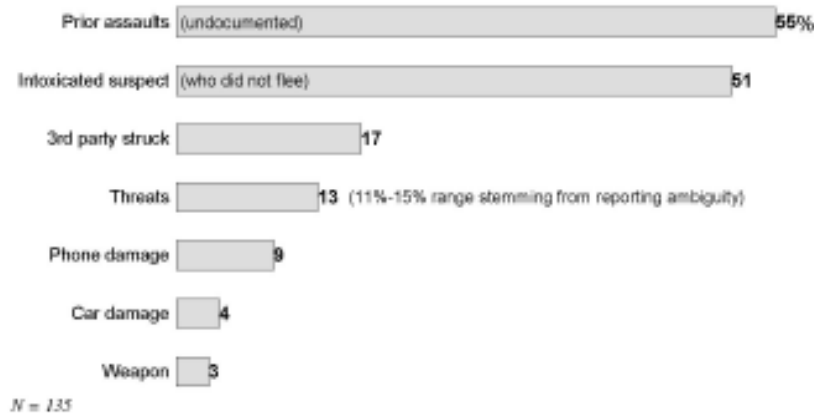 Prior assaults (undocumented) 55%
Intoxicated suspect (who did not flee) 51
3rd party struck 17
Threats 13 (11%-15% range stemming from reporting ambiguity)
Phone damage 9
Car damage 4
Weapon 3
N = 135